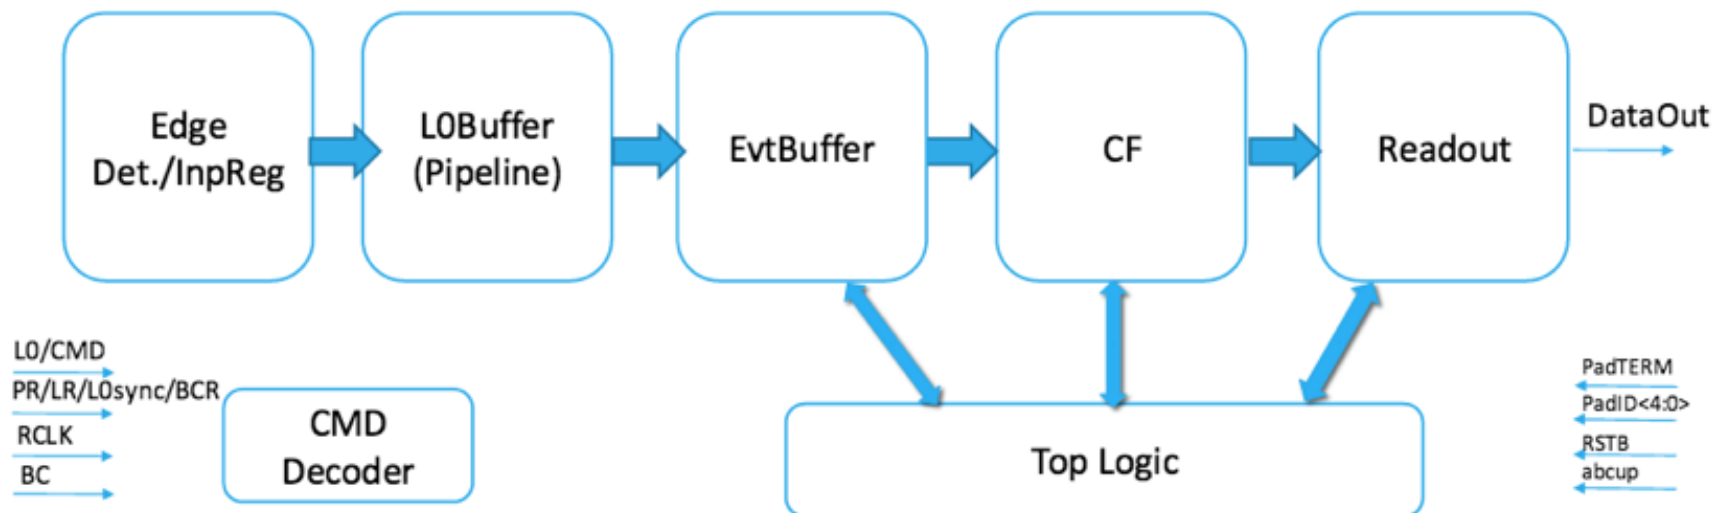 Edge
Det./InpReg
L0Buffer
(Pipeline)
EvtBuffer
CF
Readout
DataOut
L0/CMD
PR/LR/L0sync/BCR
RCLK
BC
CMD
Decoder
Top Logic
PadTERM
PadID<4:0>
RSTB
abcup